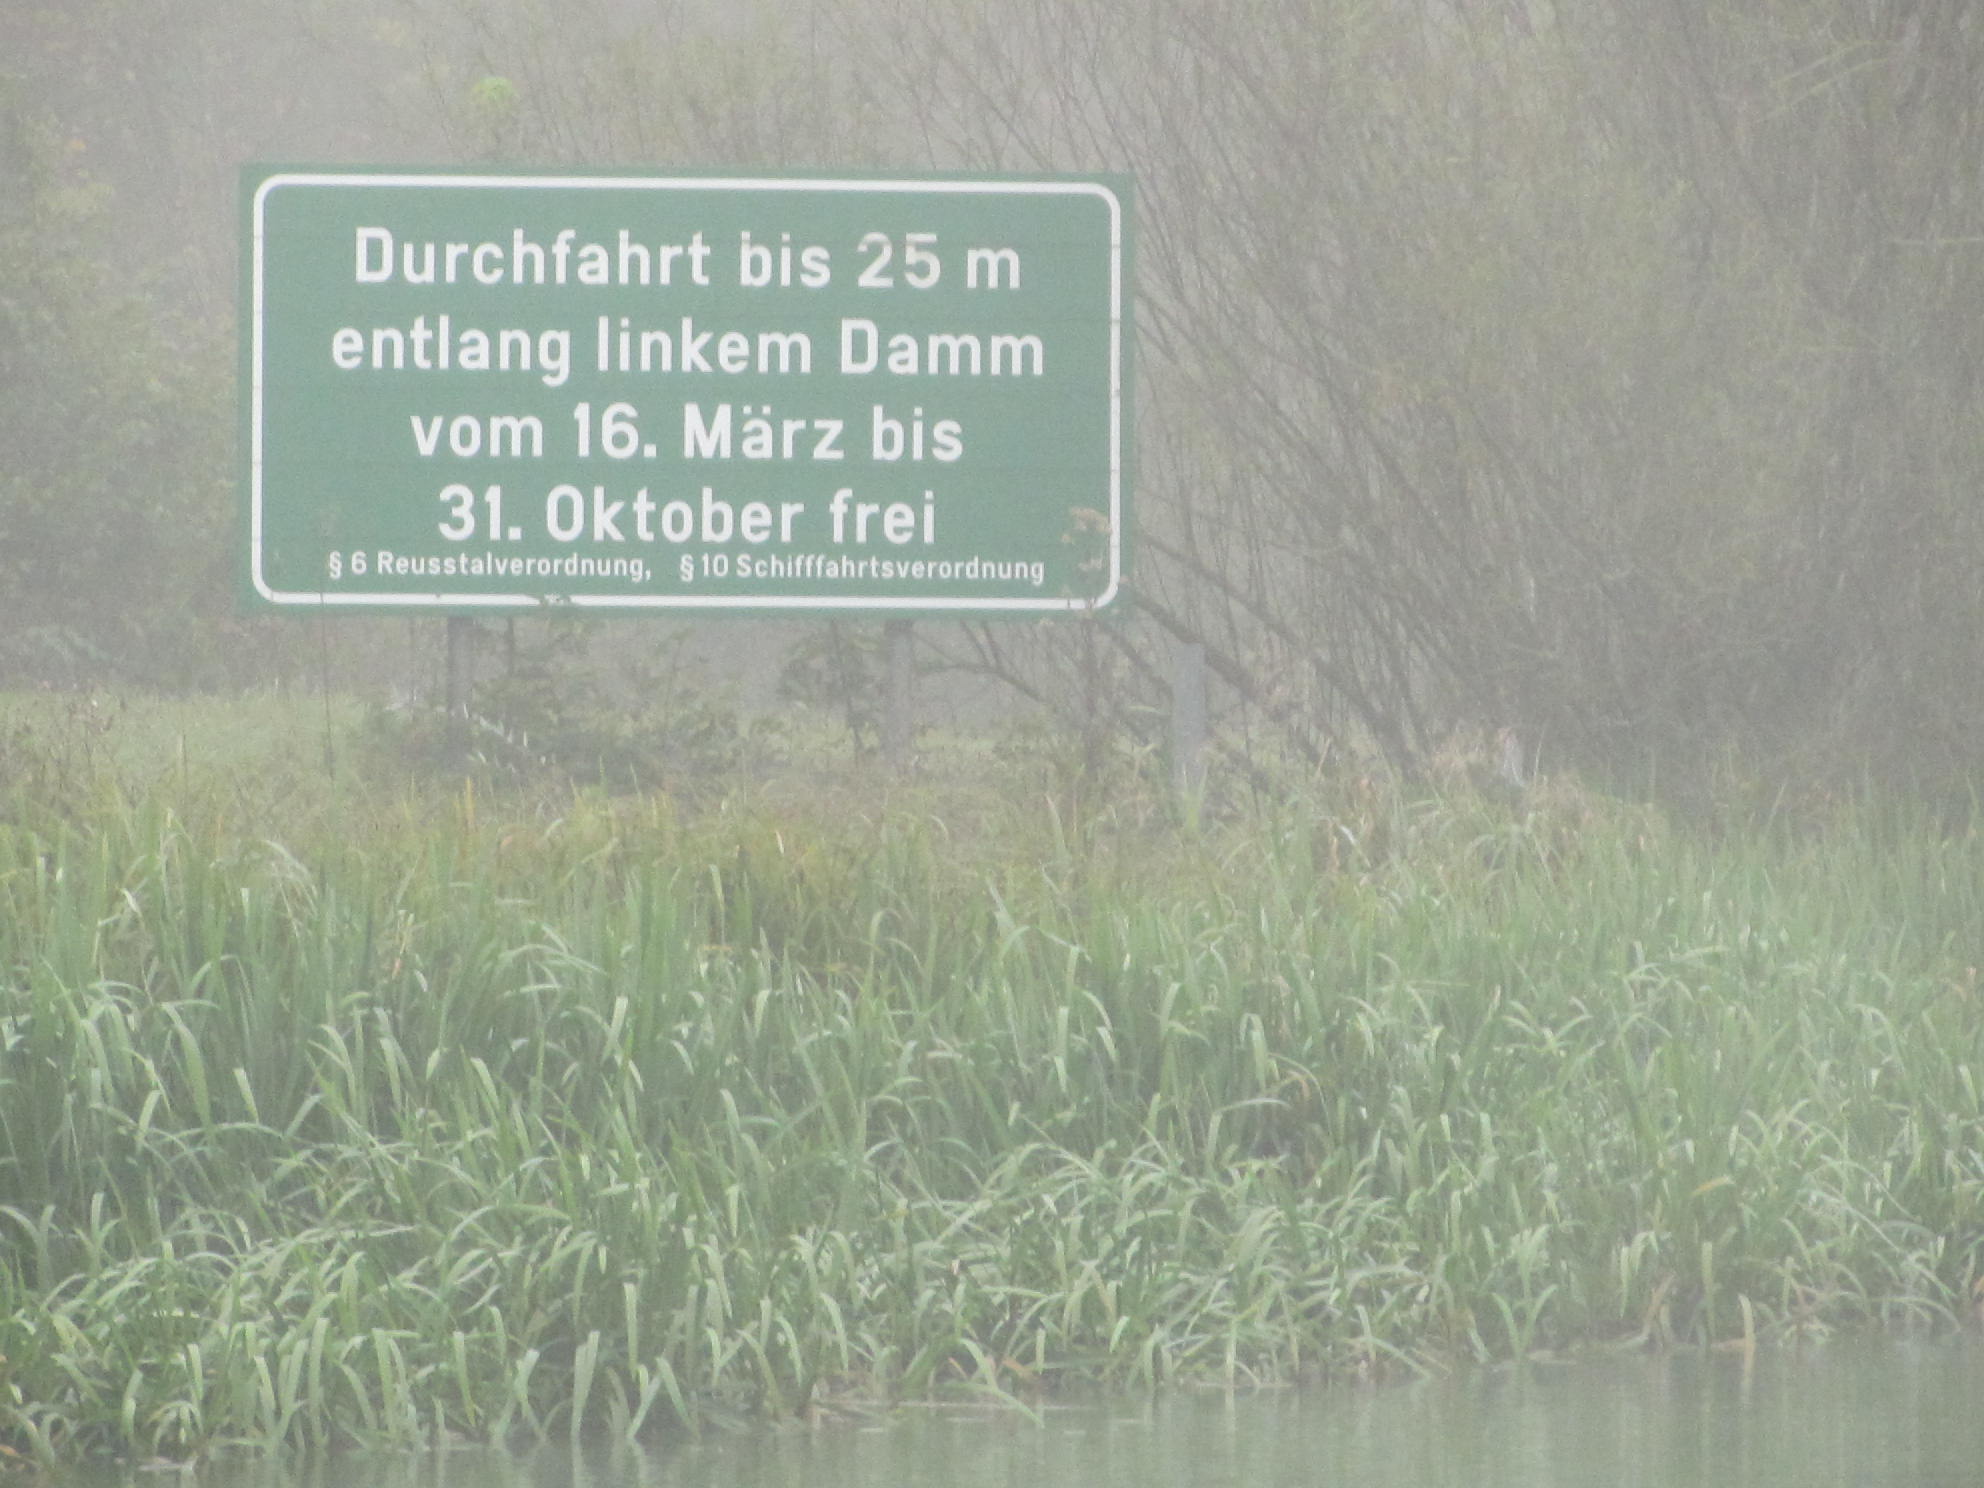 Durchfahrt bis 25 m
entlang linkem Damm
vom 16. März bis
31. Oktober frei
§ 6 Reusstalverordnung, § 10 Schifffahrtsverordnung